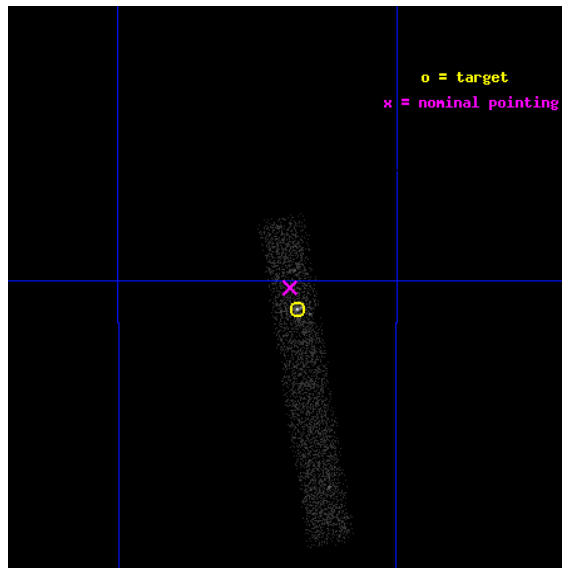 o = target
x = nominal pointing